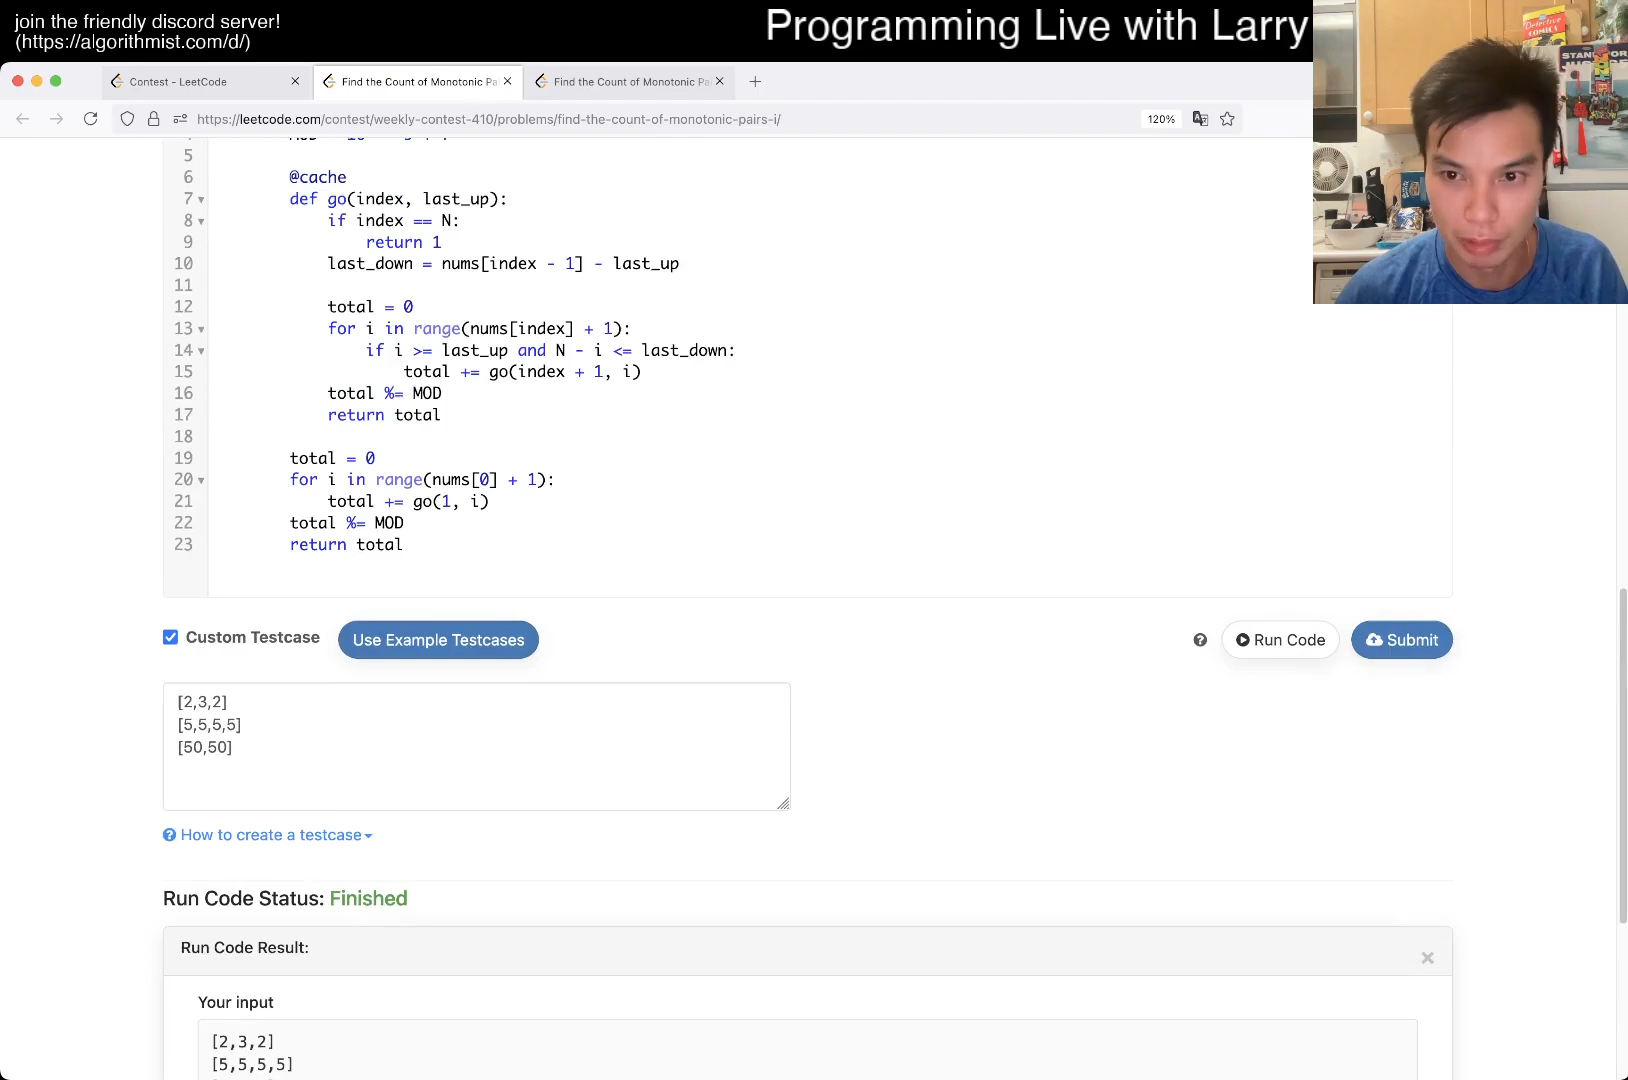 join the friendly discord server!
(https://algorithmist.com/d/)
Programming Live with Larry
Contest - LeetCode
Find the Count of Monotonic Pa
Find the Count of Monotonic Pa
https://leetcode.com/contest/weekly-contest-410/problems/find-the-count-of-monotonic-pairs-i/
120%
5
6 @cache
7 def go(index, last_up):
8 if index == N:
9 return 1
10 last_down = nums[index - 1] - last_up
11
12 total = 0
13 for i in range(nums[index] + 1):
14 if i >= last_up and N - i <= last_down:
15 total += go(index + 1, i)
16 total %= MOD
17 return total
18
19 total = 0
20 for i in range(nums[0] + 1):
21 total += go(1, i)
22 total %= MOD
23 return total
Custom Testcase
Use Example Testcases
Run Code
Submit
[2,3,2]
[5,5,5,5]
[50,50]
How to create a testcase
Run Code Status: Finished
Run Code Result:
Your input
[2,3,2]
[5,5,5,5]